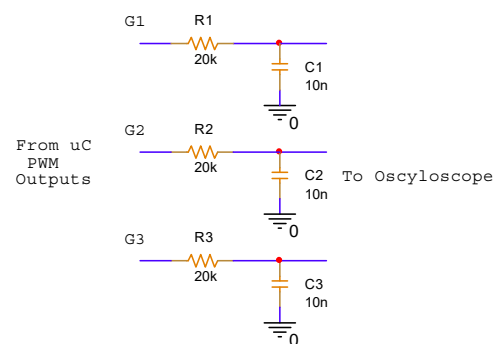 G1
R1
20k
C1
10n
0
From uC
PWM
Outputs
G2
R2
20k
C2
10n
0
To Oscyloscope
G3
R3
20k
C3
10n
0